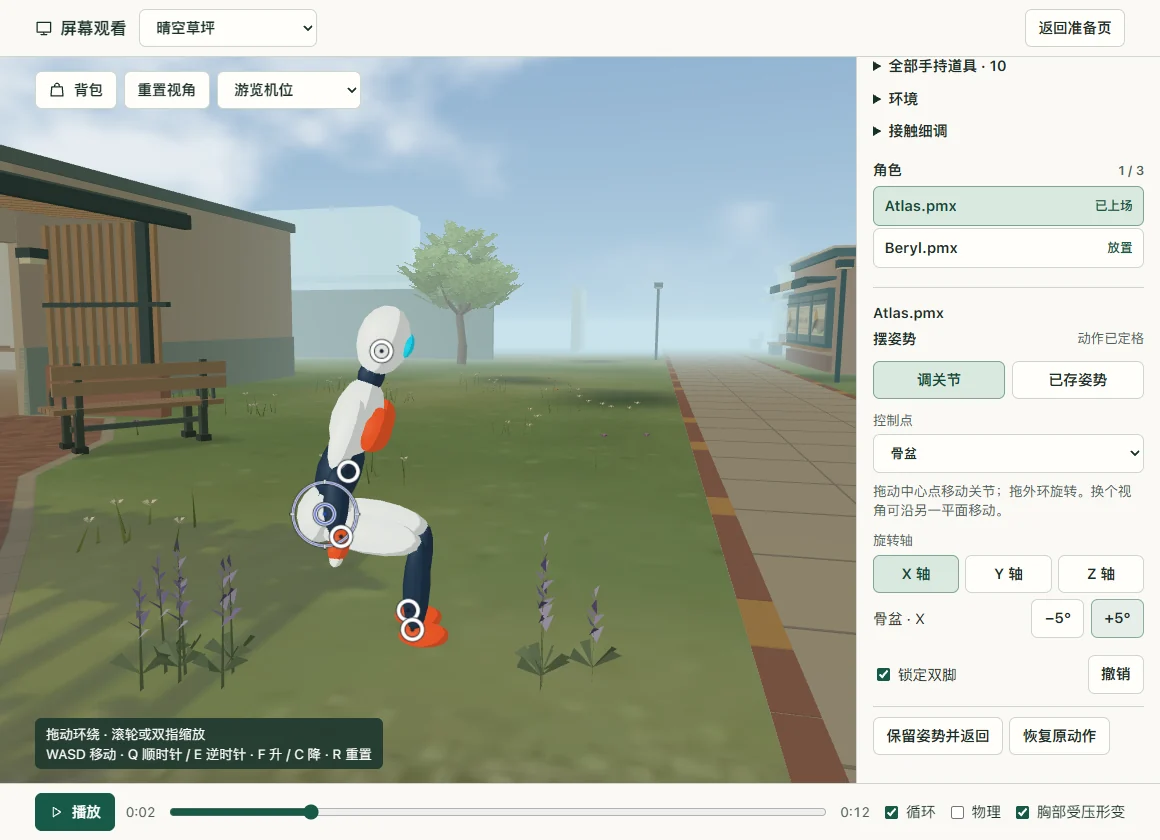 屏幕观看
晴空草坪
返回准备页
背包
重置视角
游览机位
全部手持道具 · 10
环境
接触细调
角色
1 / 3
Atlas.pmx
已上场
Beryl.pmx
放置
Atlas.pmx
摆姿势
动作已定格
调关节
已存姿势
控制点
骨盆
拖动中心点移动关节；拖外环旋转。换个视
角可沿另一平面移动。
旋转轴
X 轴
Y 轴
Z 轴
骨盆 · X
−5°
+5°
锁定双脚
撤销
保留姿势并返回
恢复原动作
拖动环绕 · 滚轮或双指缩放
WASD 移动 · Q 顺时针 / E 逆时针 · F 升 / C 降 · R 重置
播放
0:02
0:12
循环
物理
胸部受压形变